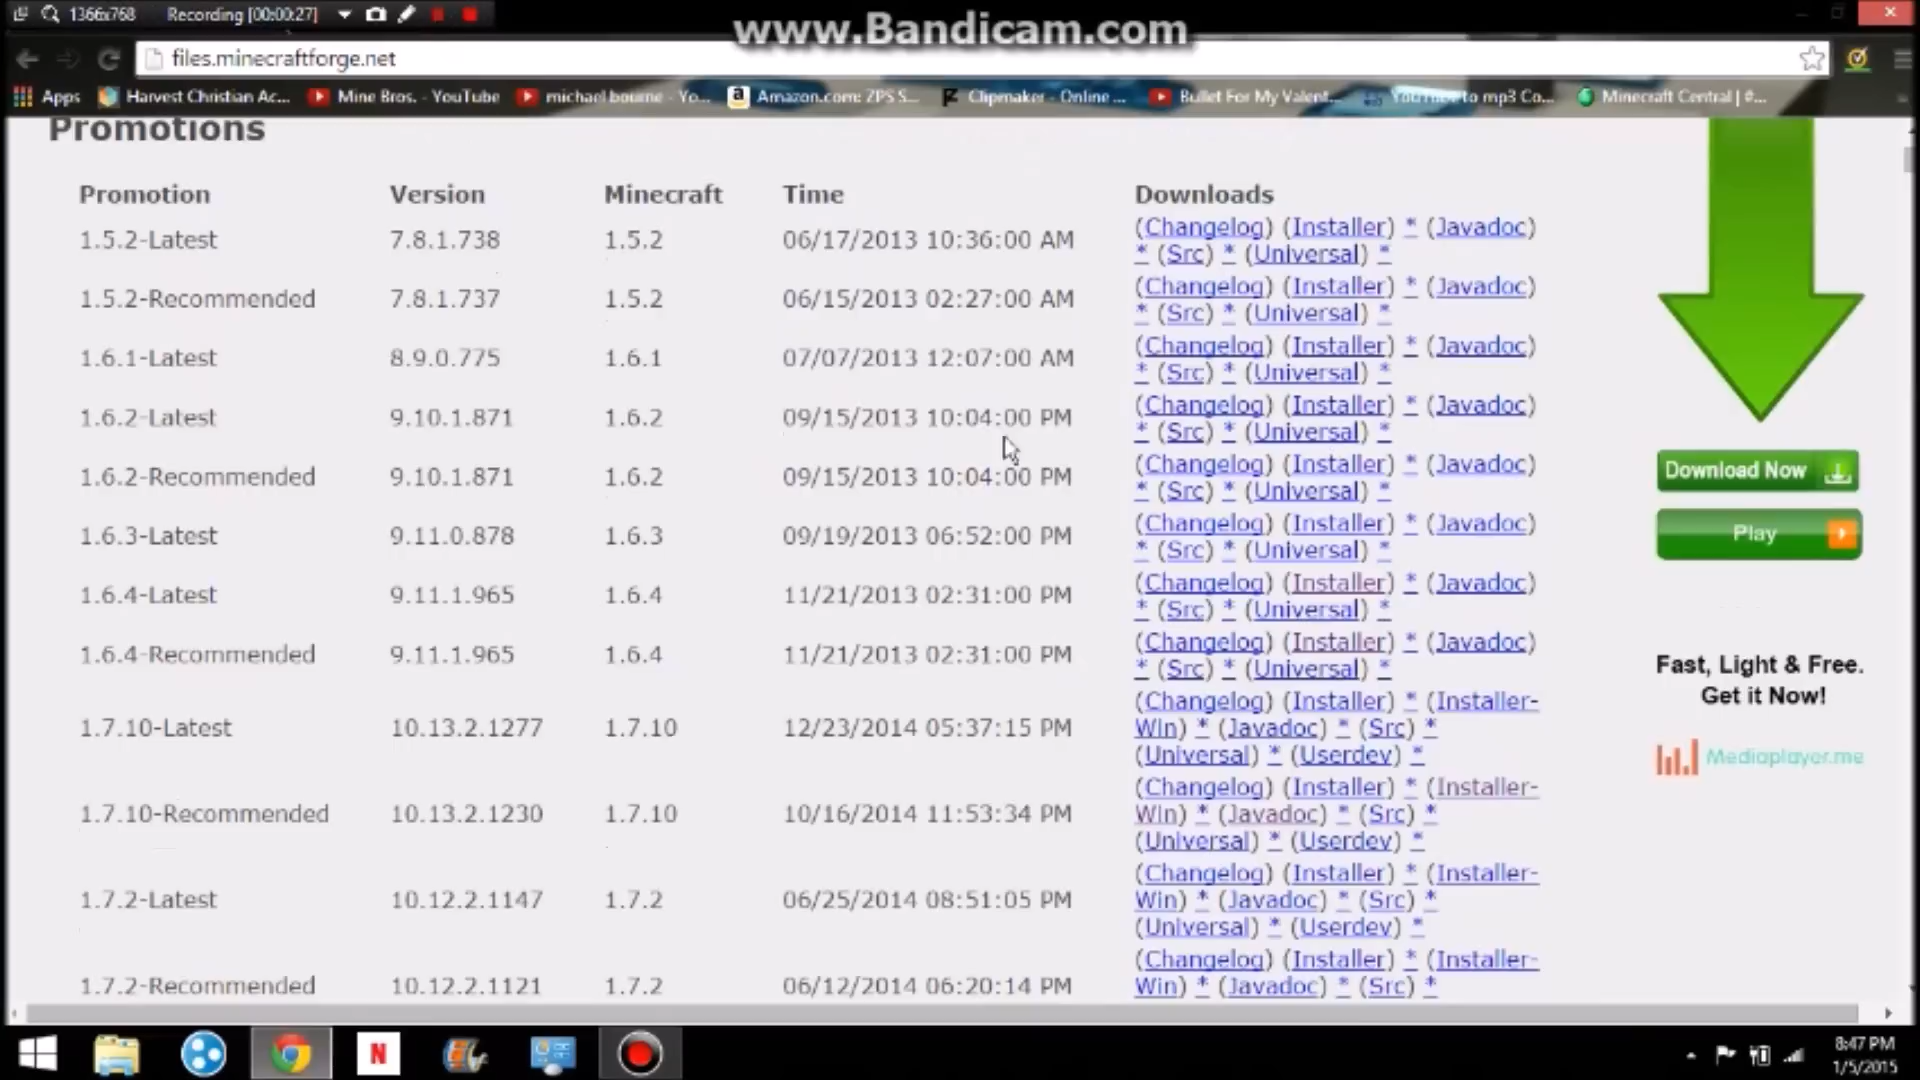 1366x768 Recording [00:00:27]
www.Bandicam.com
files.minecraftforge.net
Apps Harvest Christian Ac... Mine Bros. - YouTube michael bourne - Yo... Amazon.com: ZPS S... Clipmaker - Online ... Bullet For My Valent... YouTube to mp3 Co... Minecraft Central | #...
Promotions
Promotion Version Minecraft Time Downloads
1.5.2-Latest 7.8.1.738 1.5.2 06/17/2013 10:36:00 AM (Changelog) (Installer) * (Javadoc)
* (Src) * (Universal) *
1.5.2-Recommended 7.8.1.737 1.5.2 06/15/2013 02:27:00 AM (Changelog) (Installer) * (Javadoc)
* (Src) * (Universal) *
1.6.1-Latest 8.9.0.775 1.6.1 07/07/2013 12:07:00 AM (Changelog) (Installer) * (Javadoc)
* (Src) * (Universal) *
1.6.2-Latest 9.10.1.871 1.6.2 09/15/2013 10:04:00 PM (Changelog) (Installer) * (Javadoc)
* (Src) * (Universal) *
1.6.2-Recommended 9.10.1.871 1.6.2 09/15/2013 10:04:00 PM (Changelog) (Installer) * (Javadoc)
* (Src) * (Universal) *
1.6.3-Latest 9.11.0.878 1.6.3 09/19/2013 06:52:00 PM (Changelog) (Installer) * (Javadoc)
* (Src) * (Universal) *
1.6.4-Latest 9.11.1.965 1.6.4 11/21/2013 02:31:00 PM (Changelog) (Installer) * (Javadoc)
* (Src) * (Universal) *
1.6.4-Recommended 9.11.1.965 1.6.4 11/21/2013 02:31:00 PM (Changelog) (Installer) * (Javadoc)
* (Src) * (Universal) *
1.7.10-Latest 10.13.2.1277 1.7.10 12/23/2014 05:37:15 PM (Changelog) (Installer) * (Installer-
Win) * (Javadoc) * (Src) *
(Universal) * (Userdev) *
1.7.10-Recommended 10.13.2.1230 1.7.10 10/16/2014 11:53:34 PM (Changelog) (Installer) * (Installer-
Win) * (Javadoc) * (Src) *
(Universal) * (Userdev) *
1.7.2-Latest 10.12.2.1147 1.7.2 06/25/2014 08:51:05 PM (Changelog) (Installer) * (Installer-
Win) * (Javadoc) * (Src) *
(Universal) * (Userdev) *
1.7.2-Recommended 10.12.2.1121 1.7.2 06/12/2014 06:20:14 PM (Changelog) (Installer) * (Installer-
Win) * (Javadoc) * (Src) *
Download Now
Play
Fast, Light & Free.
Get it Now!
Mediaplayer.me
N
8:47 PM
1/5/2015